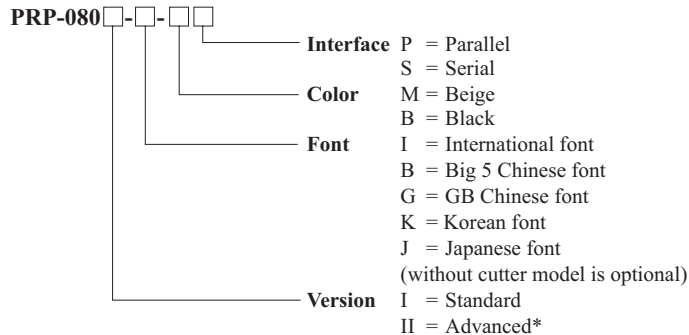 PRP-080□-□-□□
Interface P = Parallel
S = Serial
Color M = Beige
B = Black
Font I = International font
B = Big 5 Chinese font
G = GB Chinese font
K = Korean font
J = Japanese font
(without cutter model is optional)
Version I = Standard
II = Advanced*